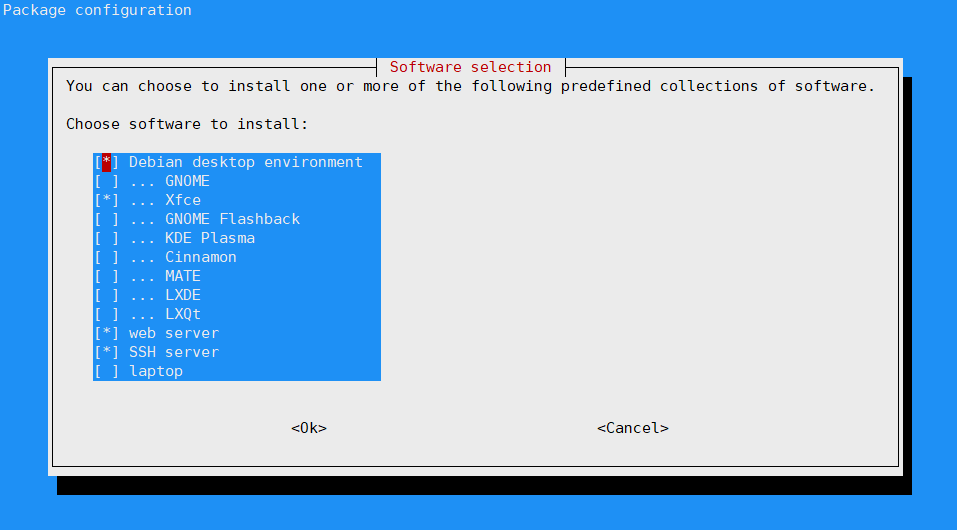 Package configuration
Software selection
You can choose to install one or more of the following predefined collections of software.
Choose software to install:
[*] Debian desktop environment
[ ] ... GNOME
[*] ... Xfce
[ ] ... GNOME Flashback
[ ] ... KDE Plasma
[ ] ... Cinnamon
[ ] ... MATE
[ ] ... LXDE
[ ] ... LXQt
[*] web server
[*] SSH server
[ ] laptop
<Ok> <Cancel>